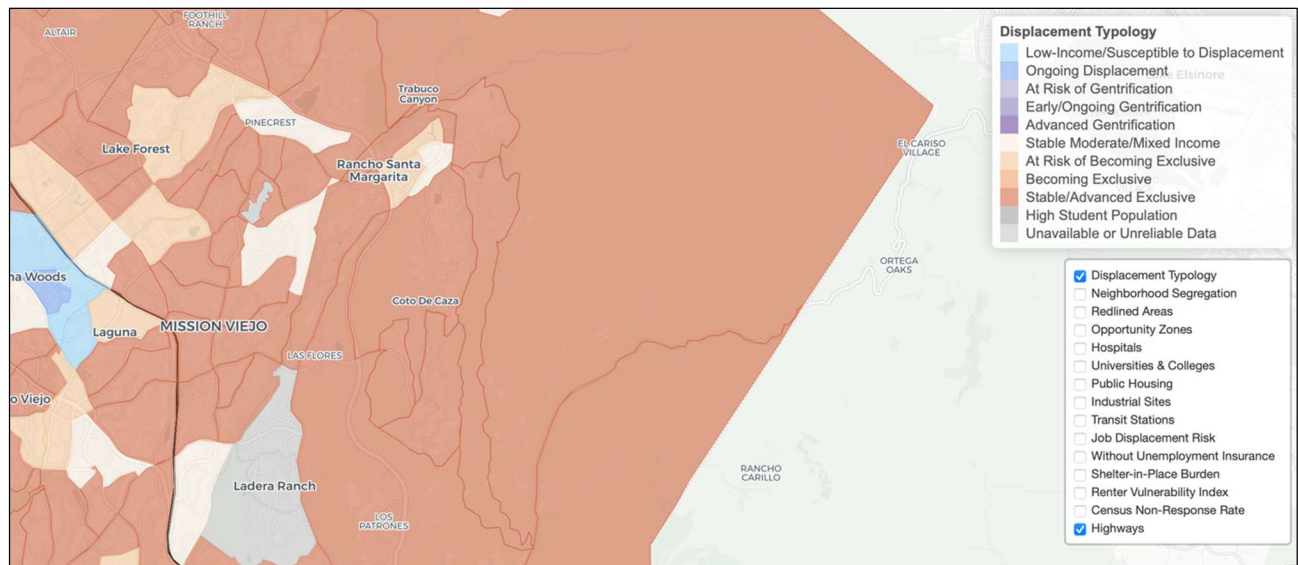 FOOTHILL
RANCH
ALTAIR
Trabuco
Canyon
PINECREST
Lake Forest
Rancho Santa
Margarita
EL CARISO
VILLAGE
na Woods
ORTEGA
OAKS
Coto De Caza
Laguna
MISSION VIEJO
LAS FLORES
o Viejo
RANCHO
CARILLO
Ladera Ranch
LOS
PATRONES
Displacement Typology
Low-Income/Susceptible to Displacement
Ongoing Displacement
Lake Elsinore
At Risk of Gentrification
Early/Ongoing Gentrification
Advanced Gentrification
Stable Moderate/Mixed Income
At Risk of Becoming Exclusive
Becoming Exclusive
Stable/Advanced Exclusive
High Student Population
Unavailable or Unreliable Data
Displacement Typology
Neighborhood Segregation
Redlined Areas
Opportunity Zones
Hospitals
Universities & Colleges
Public Housing
Industrial Sites
Transit Stations
Job Displacement Risk
Without Unemployment Insurance
Shelter-in-Place Burden
Renter Vulnerability Index
Census Non-Response Rate
Highways